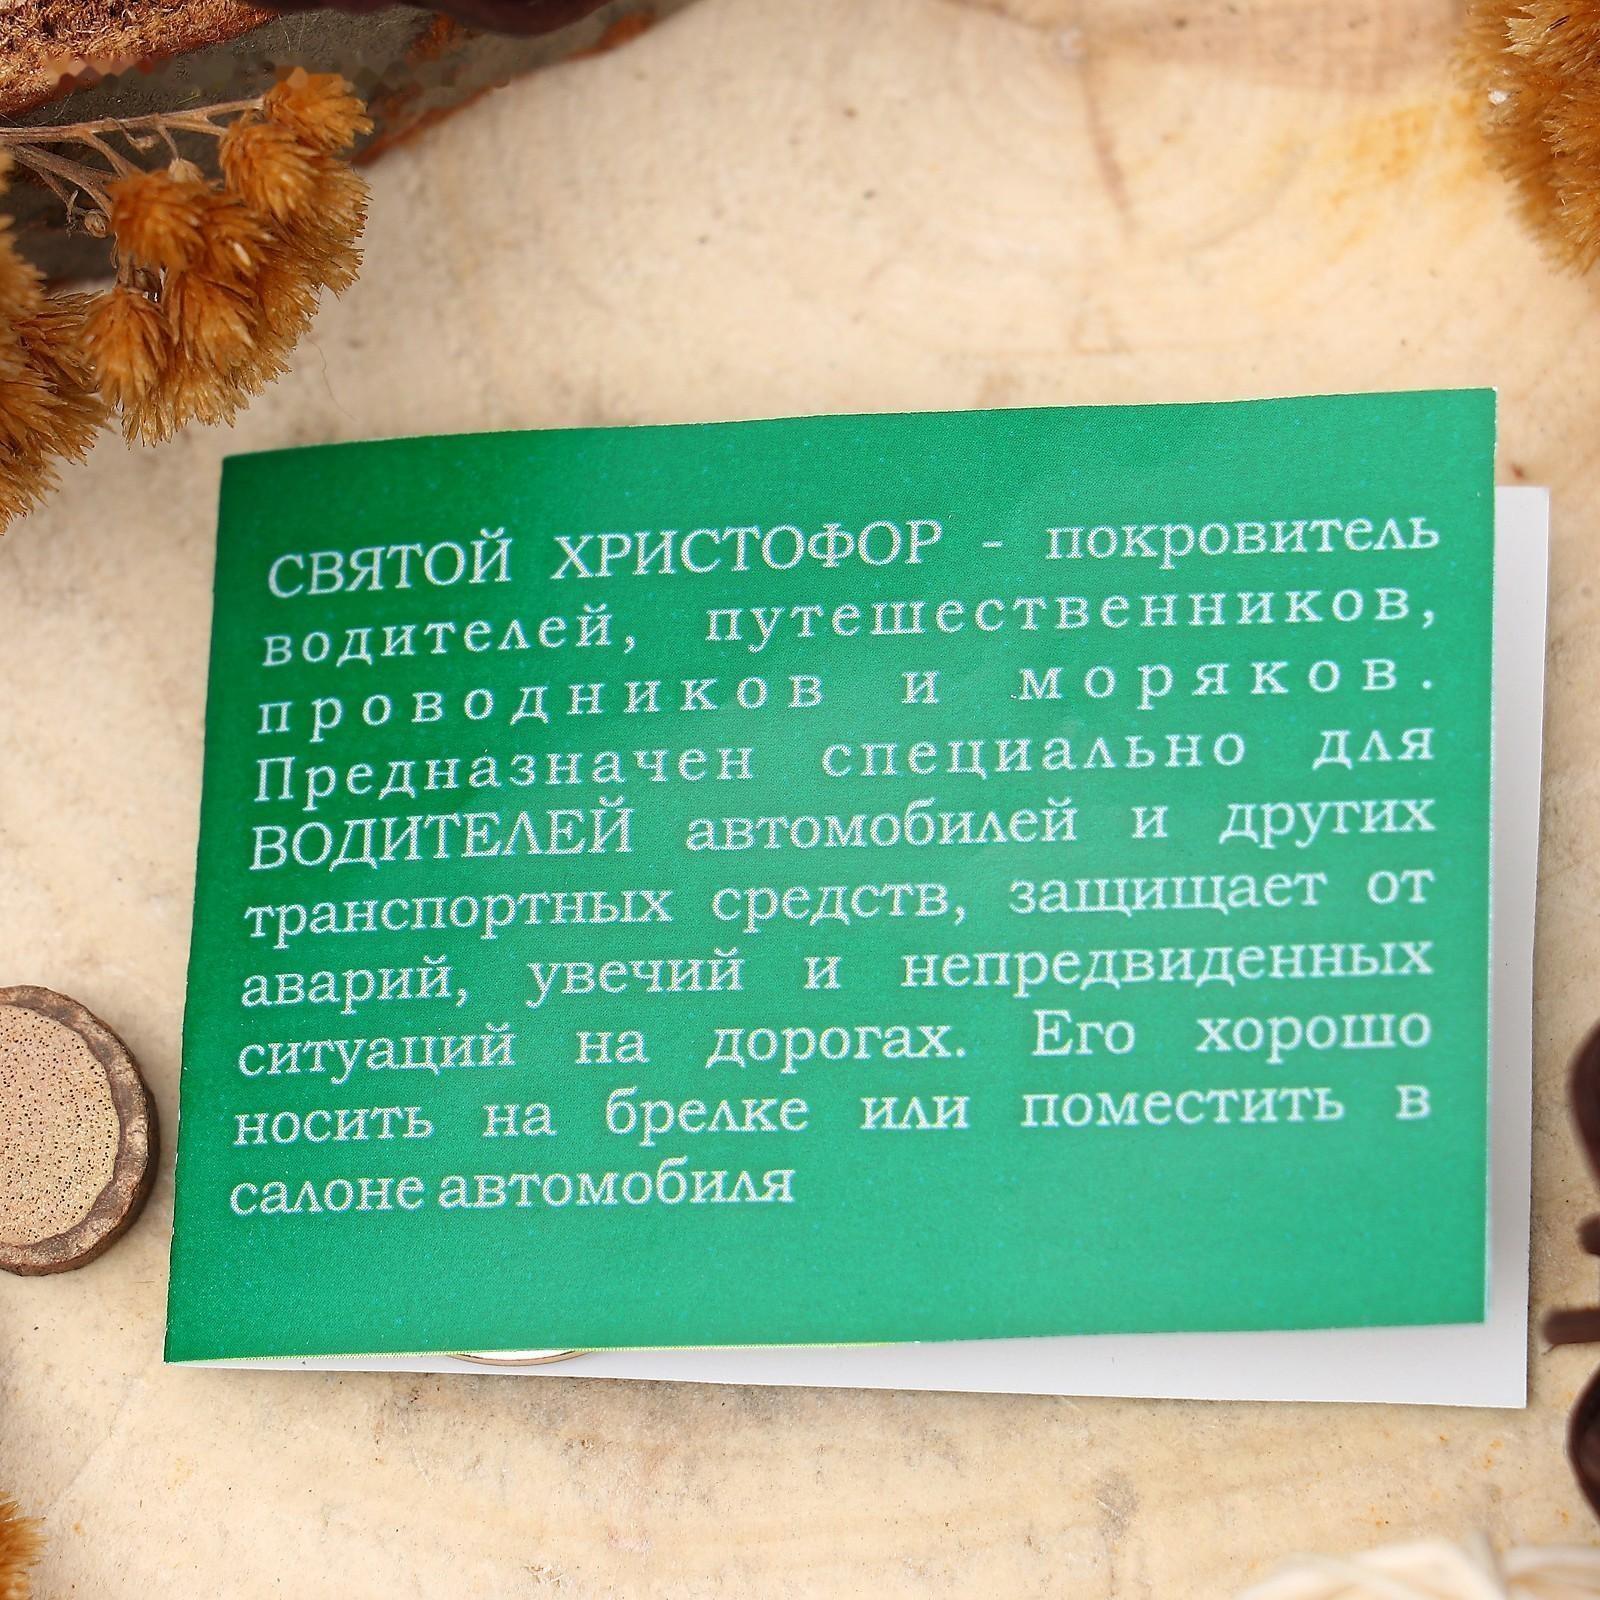 СВЯТОЙ ХРИСТОФОР - покровитель
водителей, путешественников,
проводников и моряков.
Предназначен специально для
ВОДИТЕЛЕЙ автомобилей и других
транспортных средств, защищает от
аварий, увечий и непредвиденных
ситуаций на дорогах. Его хорошо
носить на брелке или поместить в
салоне автомобиля